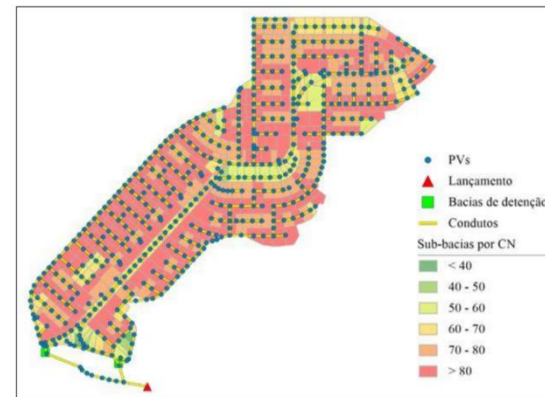 PVs
Lançamento
Bacias de detenção
Condutos
Sub-bacias por CN
< 40
40 - 50
50 - 60
60 - 70
70 - 80
> 80